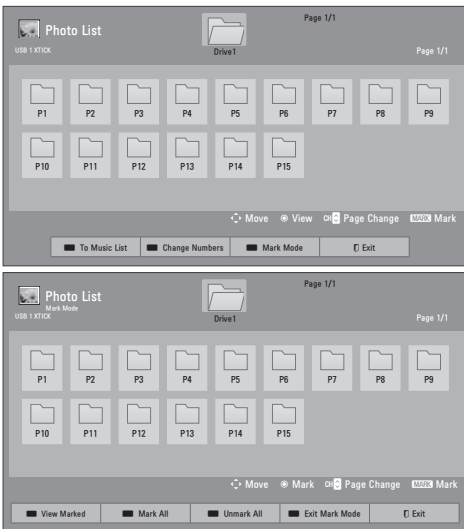 Page 1/1
Photo List
USB 1 XTICK
Drive1
Page 1/1
P1 P2 P3 P4 P5 P6 P7 P8 P9
P10 P11 P12 P13 P14 P15
Move View CH Page Change MARK Mark
To Music List Change Numbers Mark Mode Exit
Page 1/1
Photo List
Mark Mode
USB 1 XTICK
Drive1
Page 1/1
P1 P2 P3 P4 P5 P6 P7 P8 P9
P10 P11 P12 P13 P14 P15
Move Mark CH Page Change MARK Mark
View Marked Mark All Unmark All Exit Mark Mode Exit